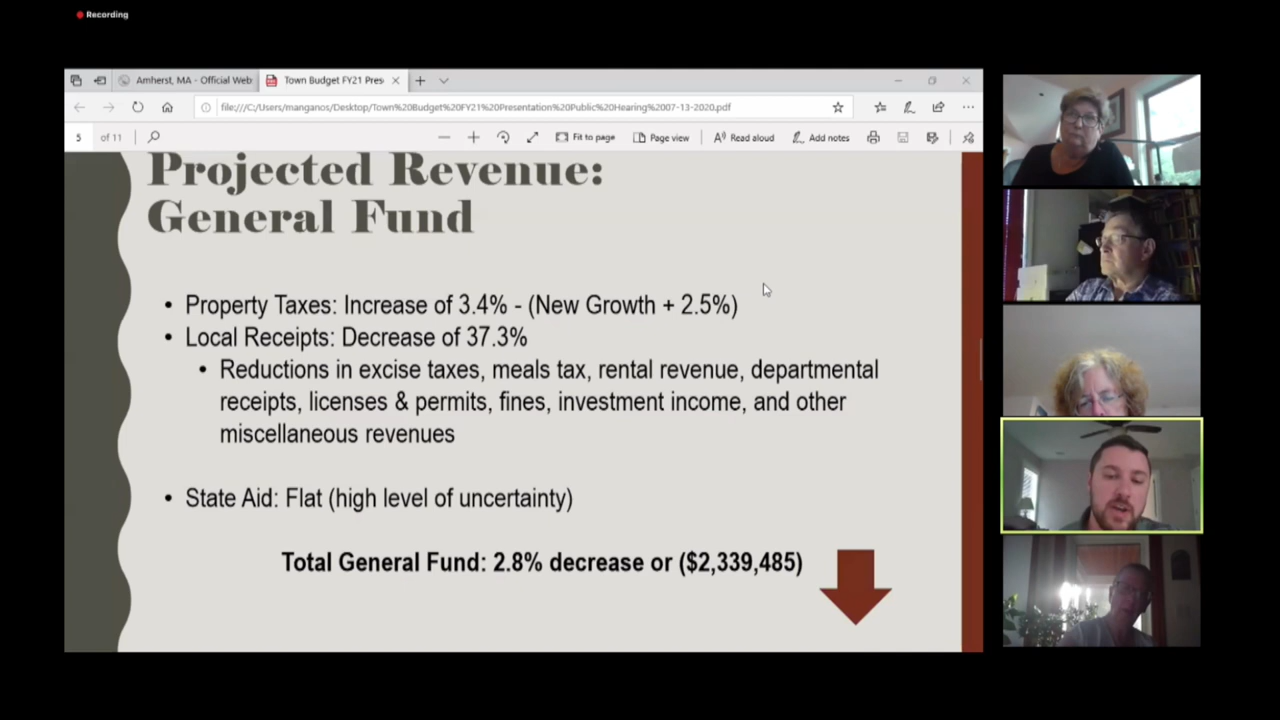 Recording
Amherst, MA - Official Web
Town Budget FY21 Pres
file:///C:/Users/manganos/Desktop/Town%20Budget%20FY21%20Presentation%20Public%20Hearing%2007-13-2020.pdf
5 of 11
Fit to page
Page view
Read aloud
Add notes
Projected Revenue:
General Fund
• Property Taxes: Increase of 3.4% - (New Growth + 2.5%)
• Local Receipts: Decrease of 37.3%
• Reductions in excise taxes, meals tax, rental revenue, departmental
receipts, licenses & permits, fines, investment income, and other
miscellaneous revenues
• State Aid: Flat (high level of uncertainty)
Total General Fund: 2.8% decrease or ($2,339,485)